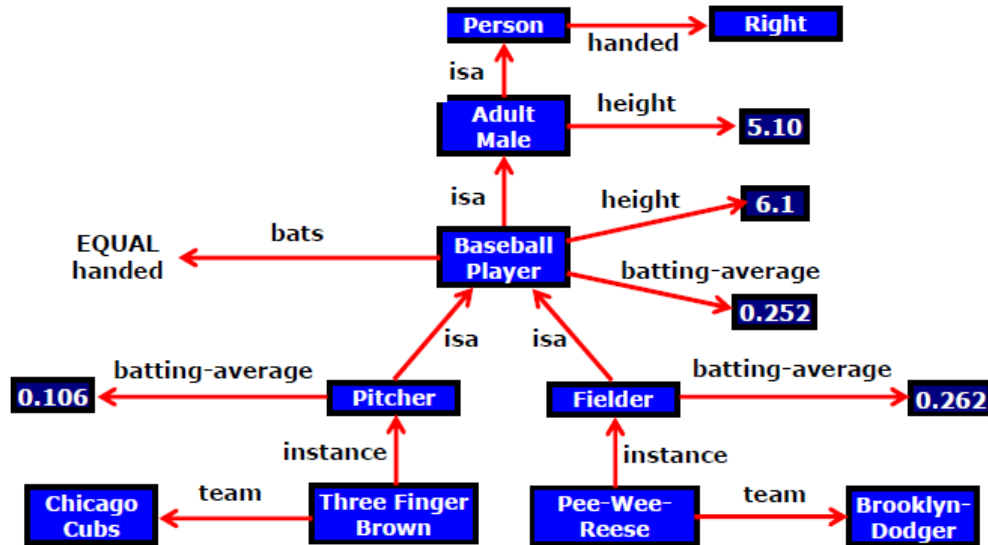 Person
handed
Right
isa
Adult
Male
height
5.10
isa
height
6.1
EQUAL
handed
bats
Baseball
Player
batting-average
0.252
isa
isa
batting-average
0.106
Pitcher
Fielder
batting-average
0.262
instance
instance
Chicago
Cubs
team
Three Finger
Brown
Pee-Wee-
Reese
team
Brooklyn-
Dodger